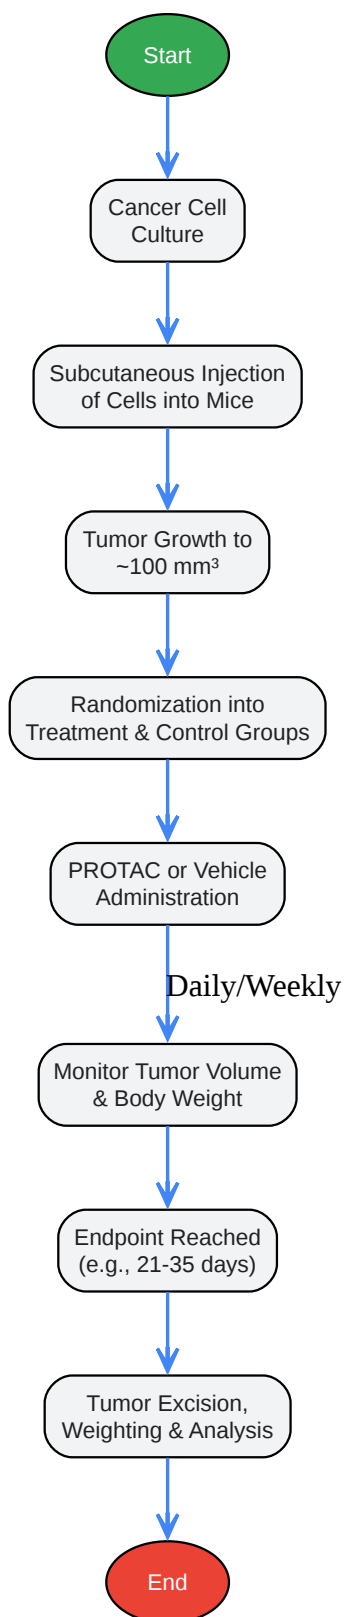 Start
Cancer Cell
Culture
Subcutaneous Injection
of Cells into Mice
Tumor Growth to
~100 mm³
Randomization into
Treatment & Control Groups
PROTAC or Vehicle
Administration
Daily/Weekly
Monitor Tumor Volume
& Body Weight
Endpoint Reached
(e.g., 21-35 days)
Tumor Excision,
Weighting & Analysis
End